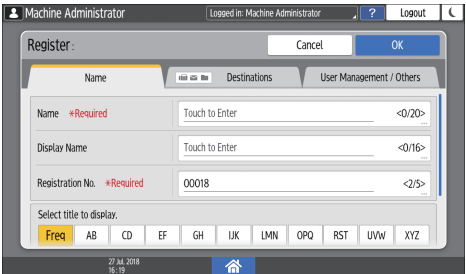 Machine Administrator Logged in: Machine Administrator ? Logout
Register : Cancel OK
Name Destinations User Management / Others
Name *Required Touch to Enter <0/20>
Display Name Touch to Enter <0/16>
Registration No. *Required 00018 <2/5>
Select title to display.
Freq AB CD EF GH IJK LMN OPQ RST UVW XYZ
27 Jul. 2018
16:19